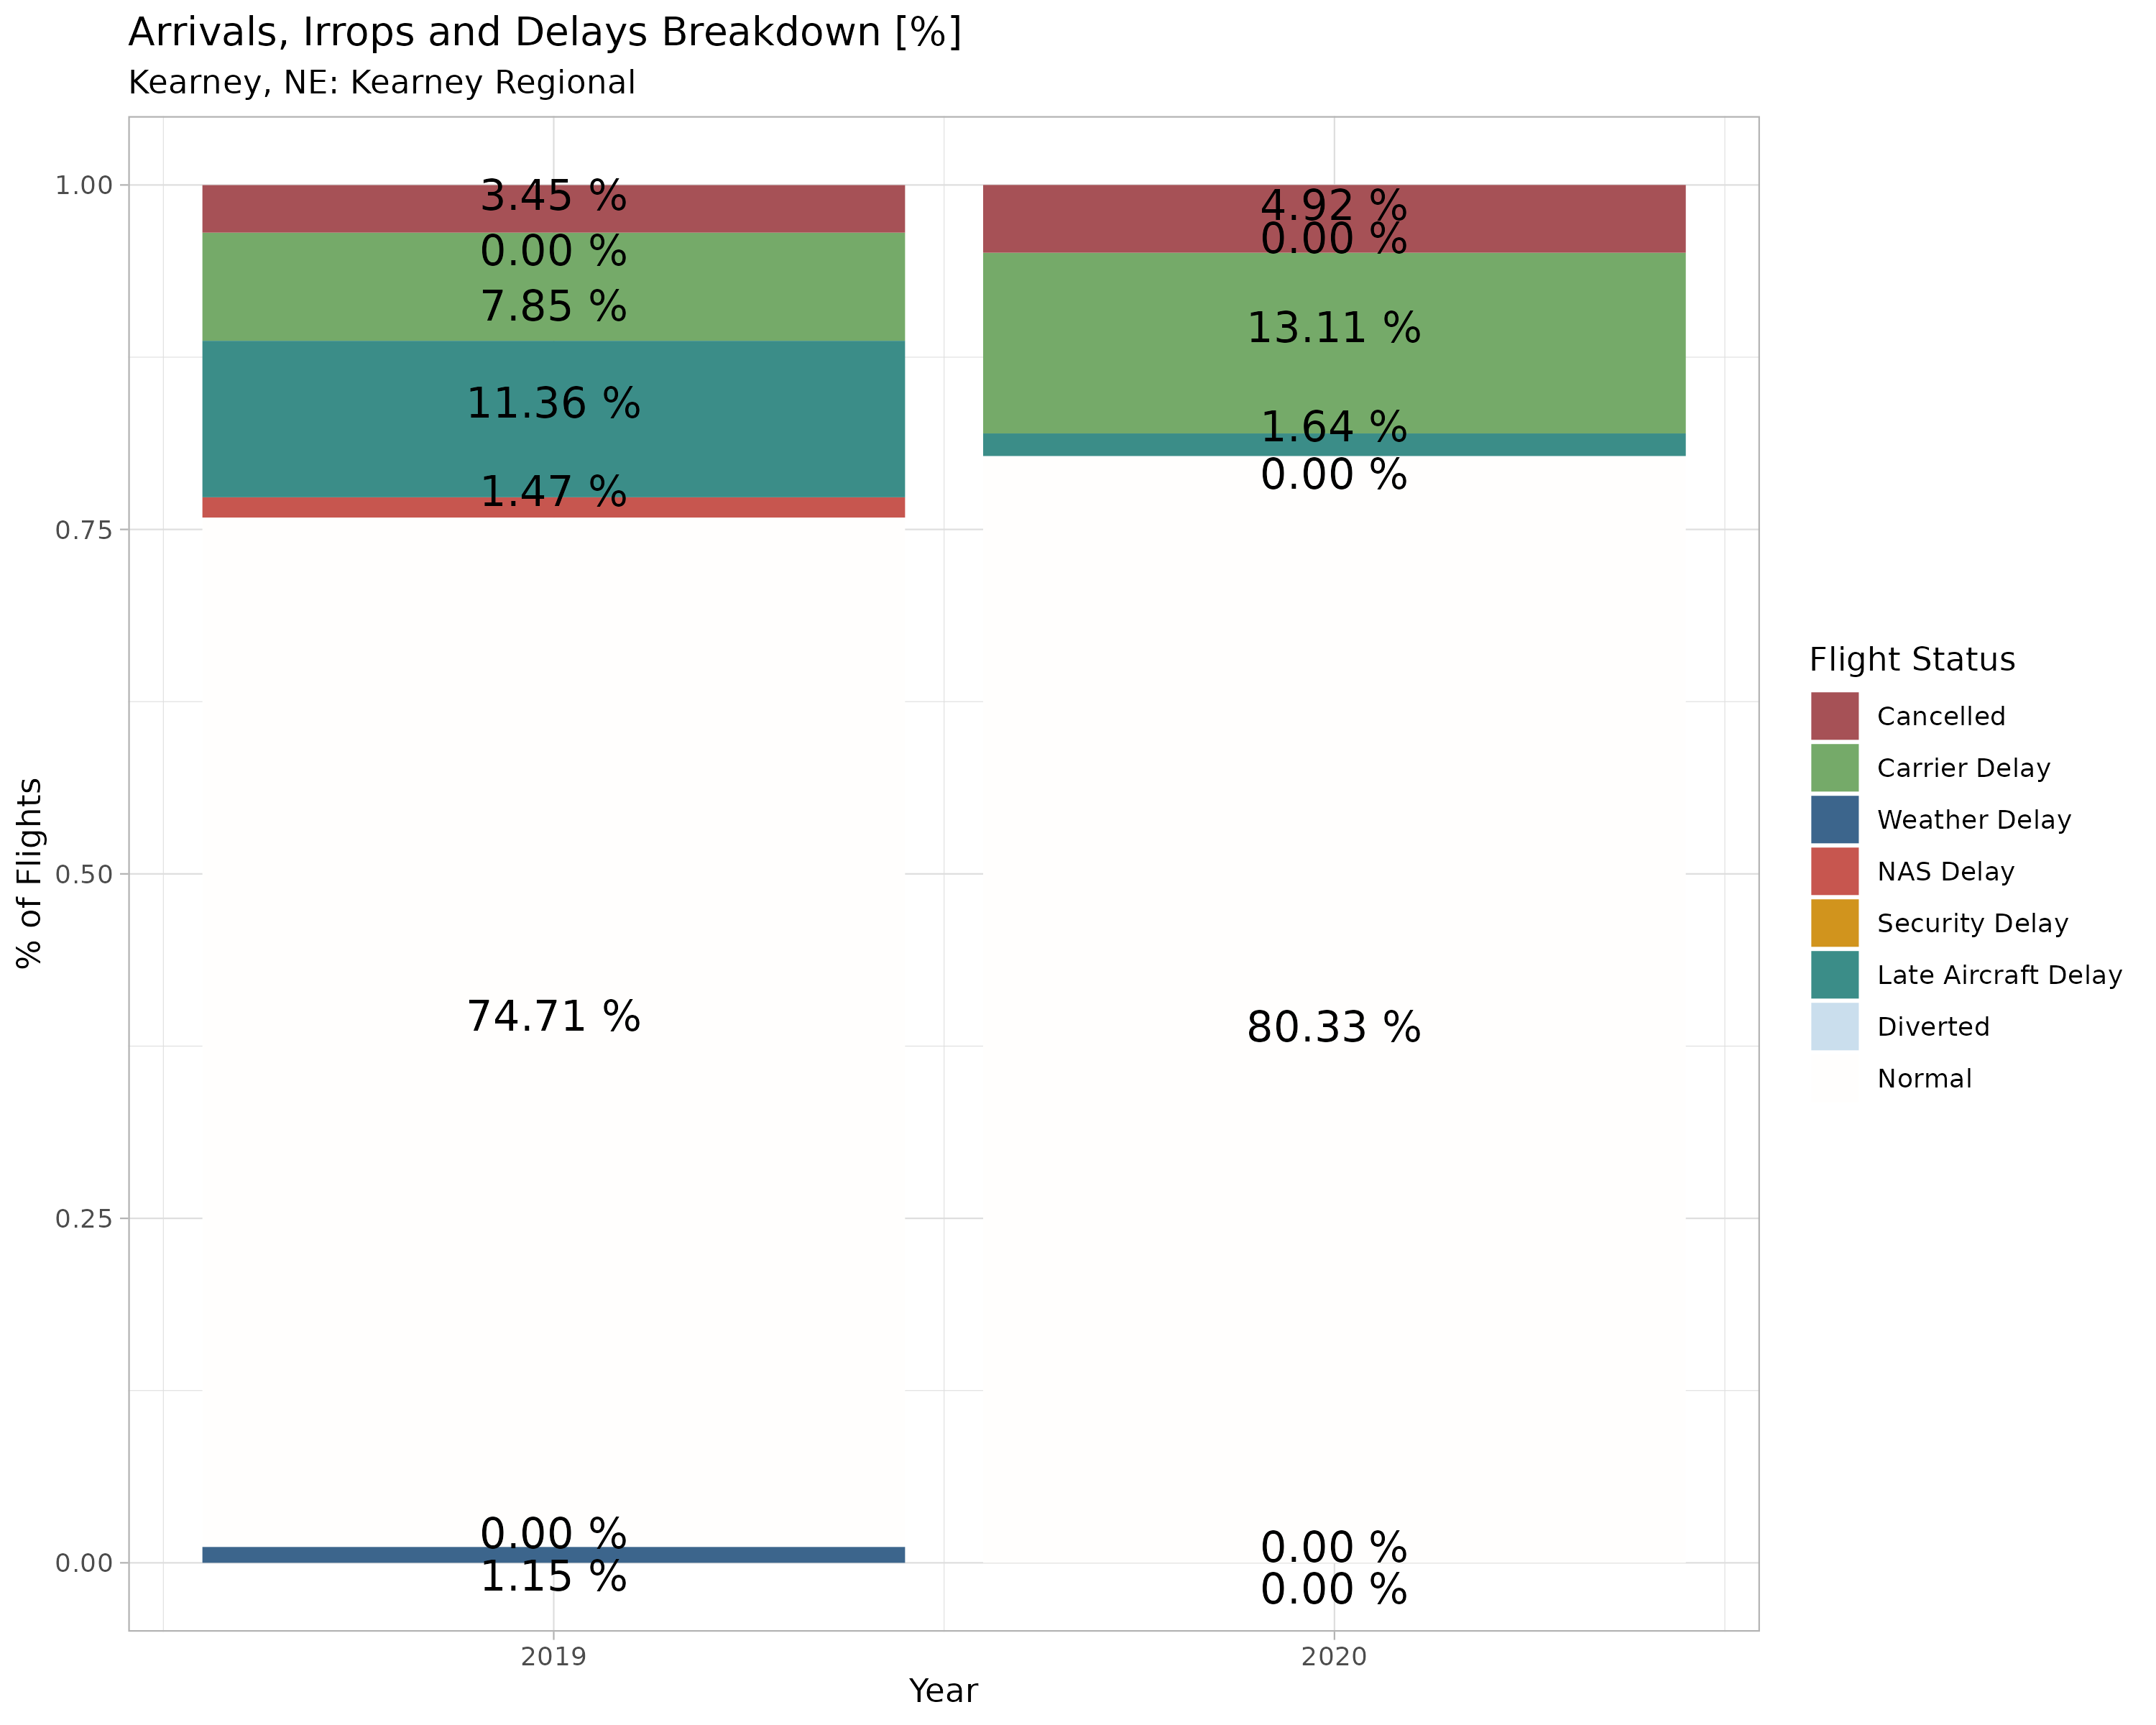 Arrivals, Irrops and Delays Breakdown [%]
Kearney, NE: Kearney Regional
% of Flights
1.00
0.75
0.50
0.25
0.00
3.45 %
0.00 %
7.85 %
11.36 %
1.47 %
74.71 %
0.00 %
1.15 %
4.92 %
0.00 %
13.11 %
1.64 %
0.00 %
80.33 %
0.00 %
0.00 %
2019
2020
Year
Flight Status
Cancelled
Carrier Delay
Weather Delay
NAS Delay
Security Delay
Late Aircraft Delay
Diverted
Normal